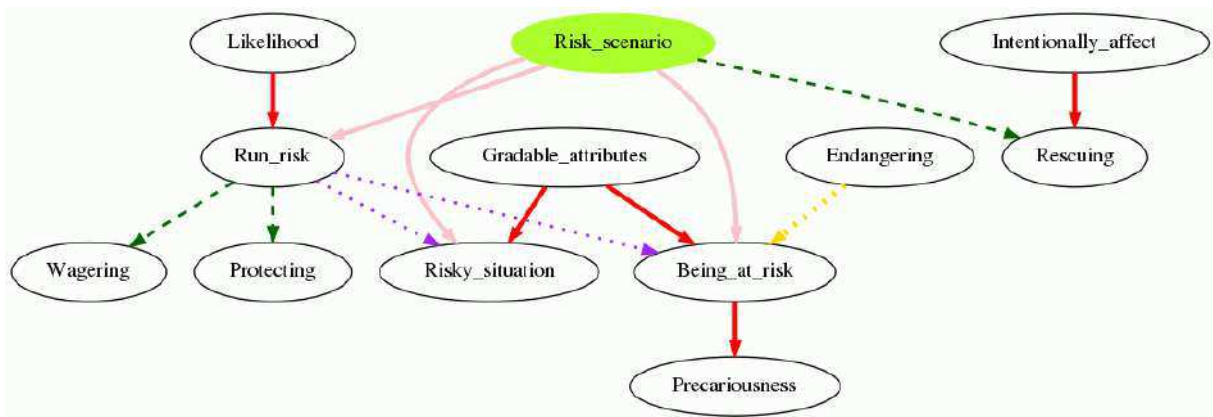 Likelihood
Risk_scenario
Intentionally_affect
Run_risk
Gradable_attributes
Endangering
Rescuing
Wagering
Protecting
Risky_situation
Being_at_risk
Precariousness